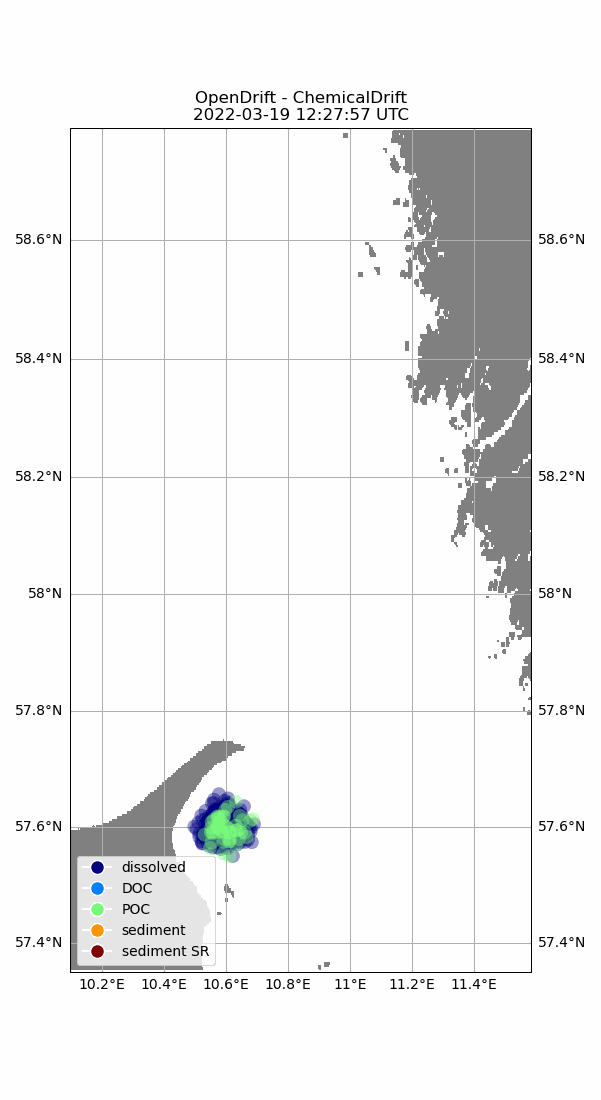 OpenDrift - ChemicalDrift
2022-03-19 12:27:57 UTC
58.6°N 58.6°N
58.4°N 58.4°N
58.2°N 58.2°N
58°N 58°N
57.8°N 57.8°N
57.6°N 57.6°N
dissolved
DOC
POC
sediment
57.4°N 57.4°N
sediment SR
10.2°E 10.4°E 10.6°E 10.8°E 11°E 11.2°E 11.4°E